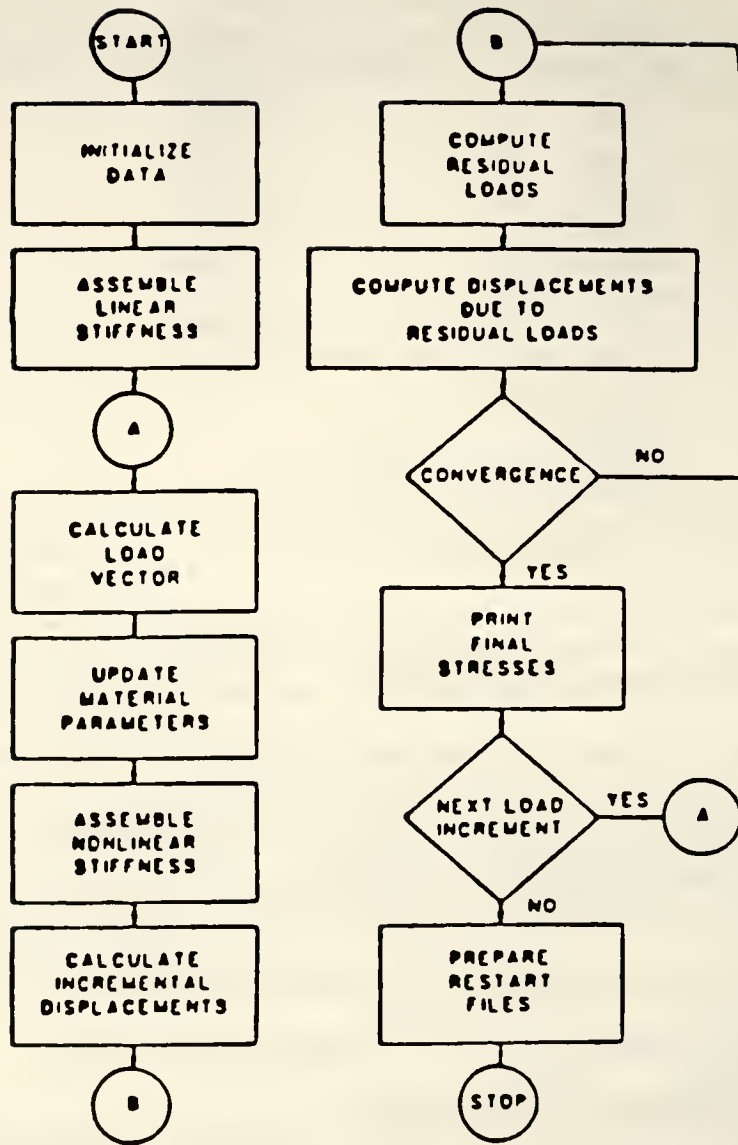 START
INITIALIZE
DATA
ASSEMBLE
LINEAR
STIFFNESS
A
CALCULATE
LOAD
VECTOR
UPDATE
MATERIAL
PARAMETERS
ASSEMBLE
NONLINEAR
STIFFNESS
CALCULATE
INCREMENTAL
DISPLACEMENTS
B
B
COMPUTE
RESIDUAL
LOADS
COMPUTE DISPLACEMENTS
DUE TO
RESIDUAL LOADS
CONVERGENCE
NO
YES
PRINT
FINAL
STRESSES
NEXT LOAD
INCREMENT
YES
A
NO
PREPARE
RESTART
FILES
STOP